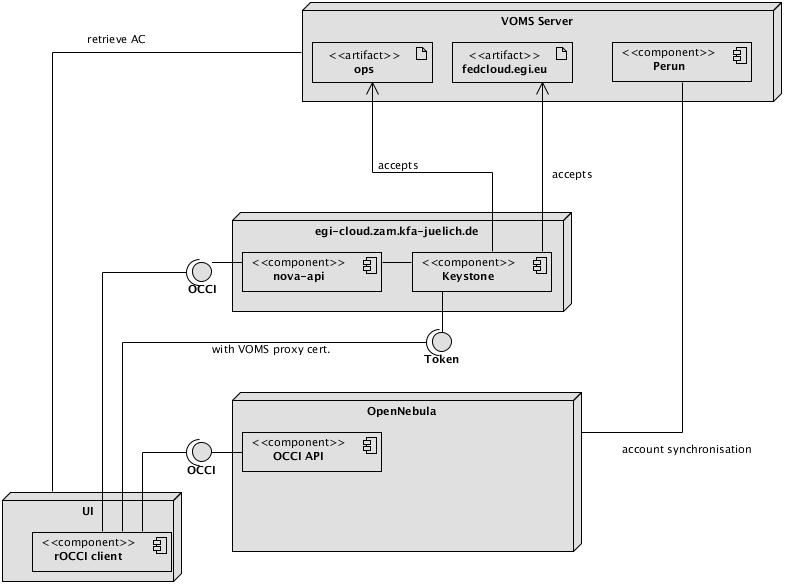 VOMS Server
retrieve AC
<<artifact>>
ops
<<artifact>>
fedcloud.egi.eu
<<component>>
Perun
accepts
accepts
egi-cloud.zam.kfa-juelich.de
<<component>>
nova-api
<<component>>
Keystone
OCCI
with VOMS proxy cert.
Token
OpenNebula
<<component>>
OCCI API
account synchronisation
OCCI
UI
<<component>>
rOCCI client